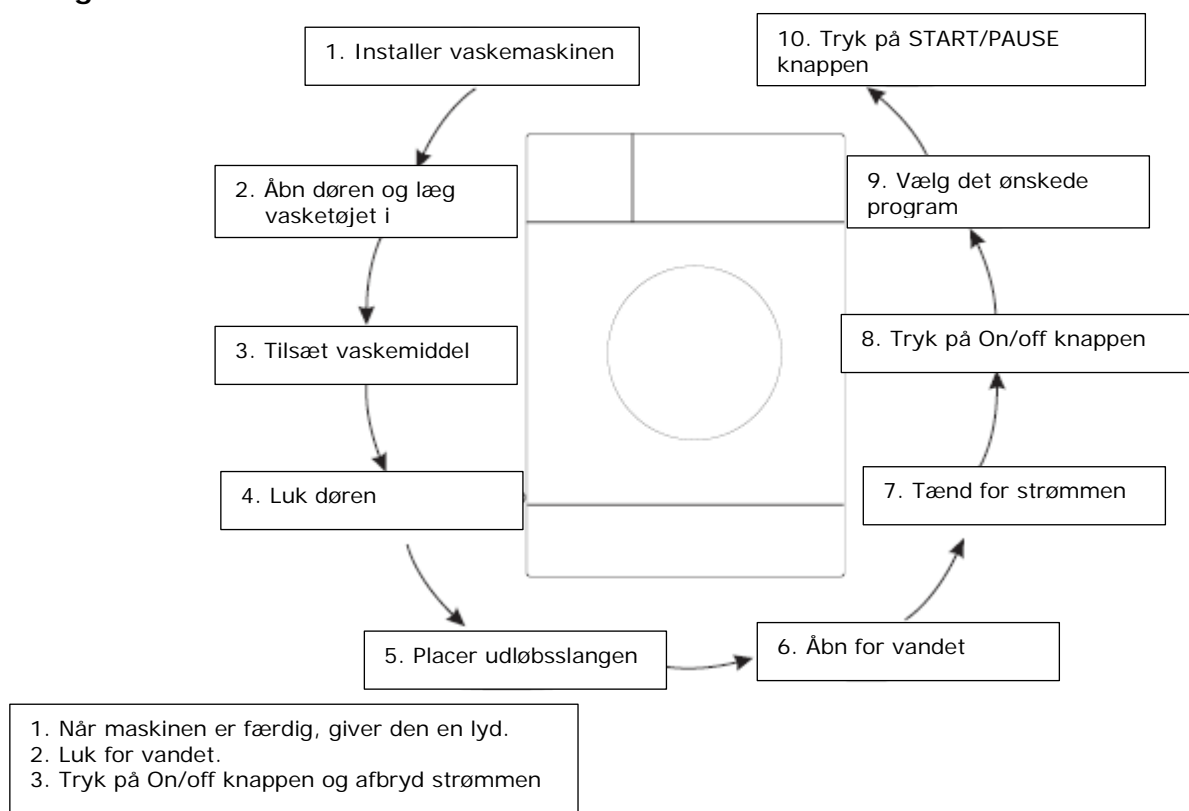 1. Installer vaskemaskinen
2. Åbn døren og læg
vasketøjet i
3. Tilsæt vaskemiddel
4. Luk døren
5. Placer udløbsslangen
6. Åbn for vandet
7. Tænd for strømmen
8. Tryk på On/off knappen
9. Vælg det ønskede
program
10. Tryk på START/PAUSE
knappen
1. Når maskinen er færdig, giver den en lyd.
2. Luk for vandet.
3. Tryk på On/off knappen og afbryd strømmen